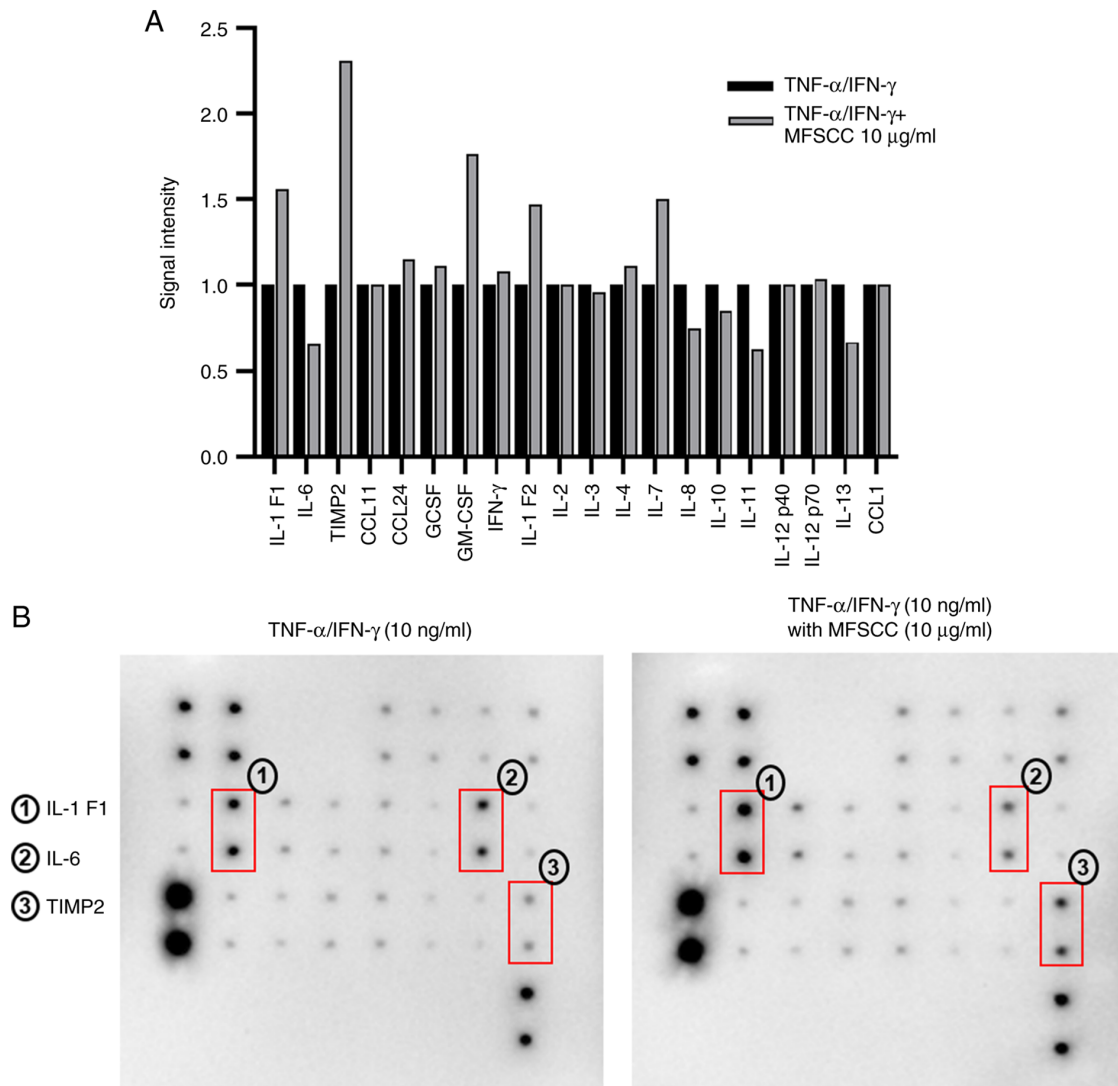 A
2.5
2.0
1.5
1.0
0.5
0.0
Signal intensity
TNF-α/IFN-γ
TNF-α/IFN-γ+
MFSCC 10 μg/ml
IL-1 F1
IL-6
TIMP2
CCL11
CCL24
GCSF
GM-CSF
IFN-γ
IL-1 F2
IL-2
IL-3
IL-4
IL-7
IL-8
IL-10
IL-11
IL-12 p40
IL-12 p70
IL-13
CCL1
B
TNF-α/IFN-γ (10 ng/ml)
TNF-α/IFN-γ (10 ng/ml)
with MFSCC (10 μg/ml)
1 IL-1 F1
2 IL-6
3 TIMP2
1
2
3
1
2
3